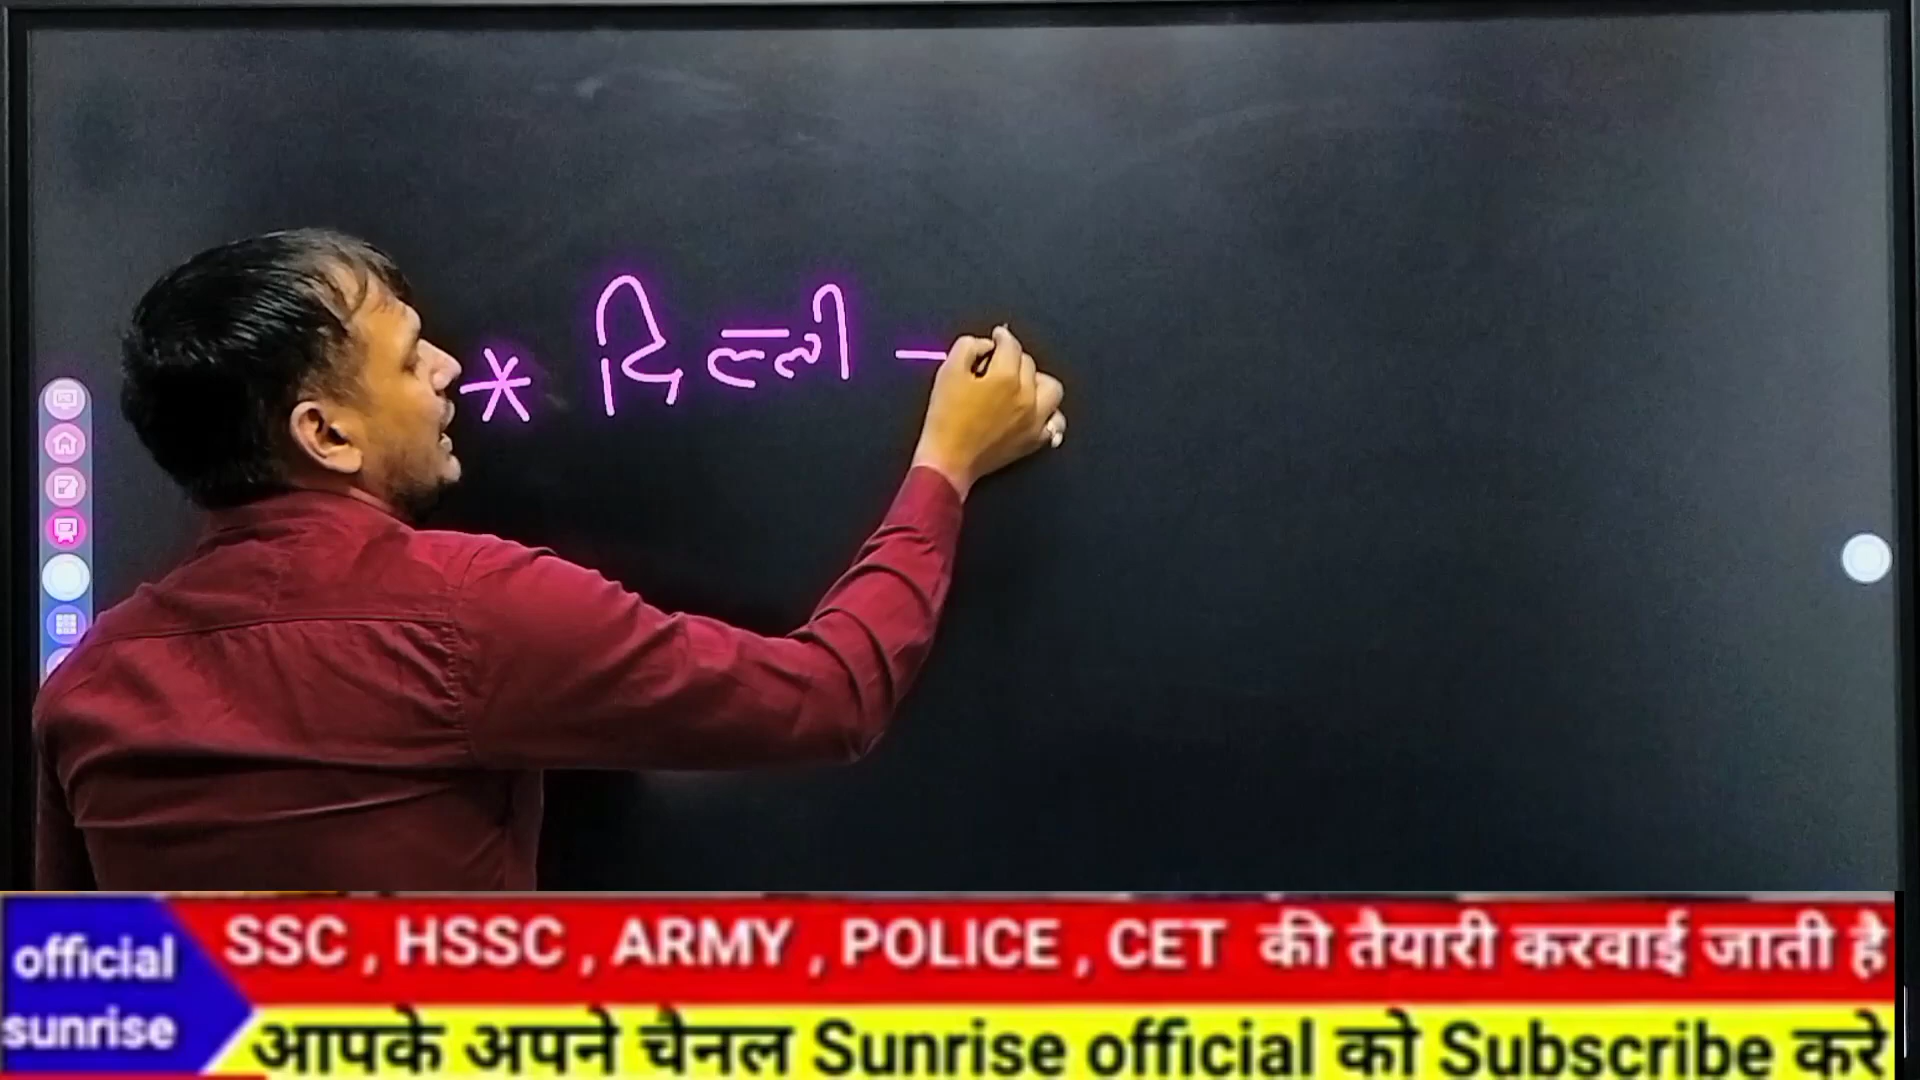 * दिल्ली -
official
sunrise
SSC , HSSC , ARMY , POLICE , CET की तैयारी करवाई जाती है
आपके अपने चैनल Sunrise official को Subscribe करे